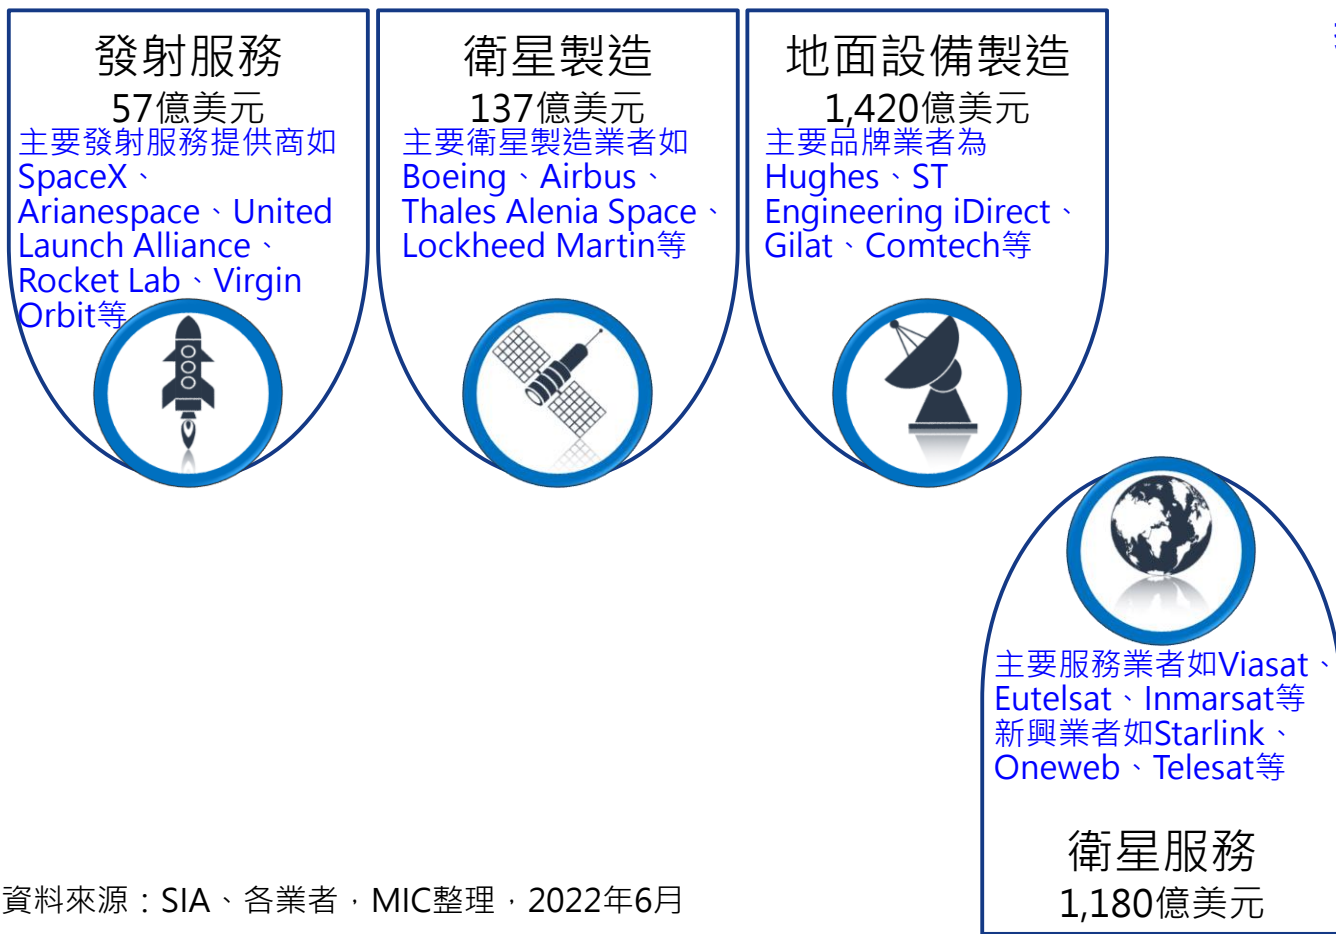 發射服務
57億美元
主要發射服務提供商如
SpaceX、
Arianespace、United
Launch Alliance、
Rocket Lab、Virgin
Orbit等
衛星製造
137億美元
主要衛星製造業者如
Boeing、Airbus、
Thales Alenia Space、
Lockheed Martin等
地面設備製造
1,420億美元
主要品牌業者為
Hughes、ST
Engineering iDirect、
Gilat、Comtech等
主要服務業者如Viasat、
Eutelsat、Inmarsat等
新興業者如Starlink、
Oneweb、Telesat等
衛星服務
1,180億美元
資料來源：SIA、各業者，MIC整理，2022年6月